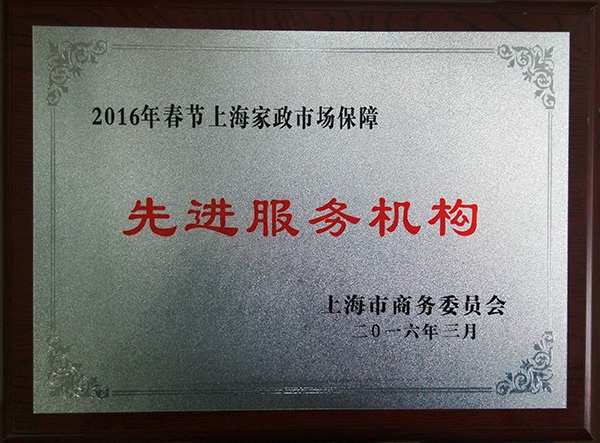 2016年春节上海家政市场保障
先进服务机构
上海市商务委员会
二0一六年三月